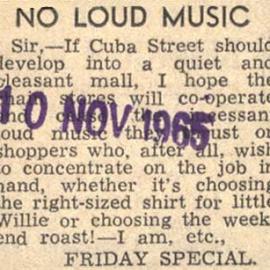 NO LOUD MUSIC
Sir,—If Cuba Street should
develop into a quiet and
pleasant mall, I hope the
stores will co-operate
and
loud music they
shoppers who, after all, wish
to concentrate on the job in
hand, whether it's choosing
the right-sized shirt for little
Willie or choosing the week-
end roast!—I am, etc.,
FRIDAY SPECIAL.
10 NOV 1965